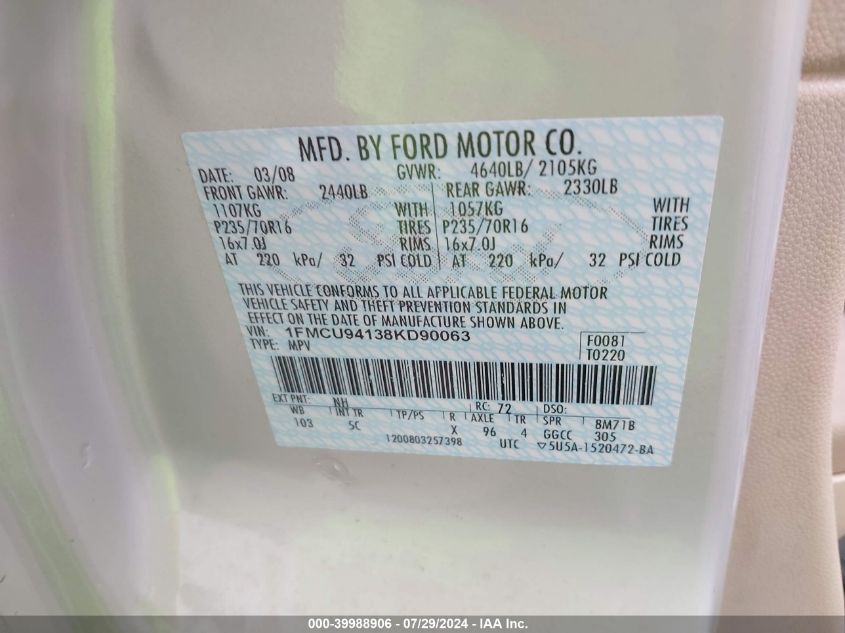 MFD. BY FORD MOTOR CO.
DATE: 03/08 GVWR: 4640LB/ 2105KG
FRONT GAWR: 2440LB REAR GAWR: 2330LB
1107KG WITH 1057KG WITH
P235/70R16 TIRES P235/70R16 TIRES
16x7.0J RIMS 16x7.0J RIMS
AT 220 kPa/ 32 PSI COLD AT 220 kPa/ 32 PSI COLD
THIS VEHICLE CONFORMS TO ALL APPLICABLE FEDERAL MOTOR
VEHICLE SAFETY AND THEFT PREVENTION STANDARDS IN
EFFECT ON THE DATE OF MANUFACTURE SHOWN ABOVE.
VIN: 1FMCU94138KD90063 F0081
TYPE: MPV T0220
EXT PNT: NH RC: 72 DSO:
WB INT TR TP/PS R AXLE TR SPR 8M71B
103 5C X 96 4 GGCC 305
1200803257398 UTC ▽5U5A-1520472-BA
000-39988906 / 07/29/2024 - IAA Inc.